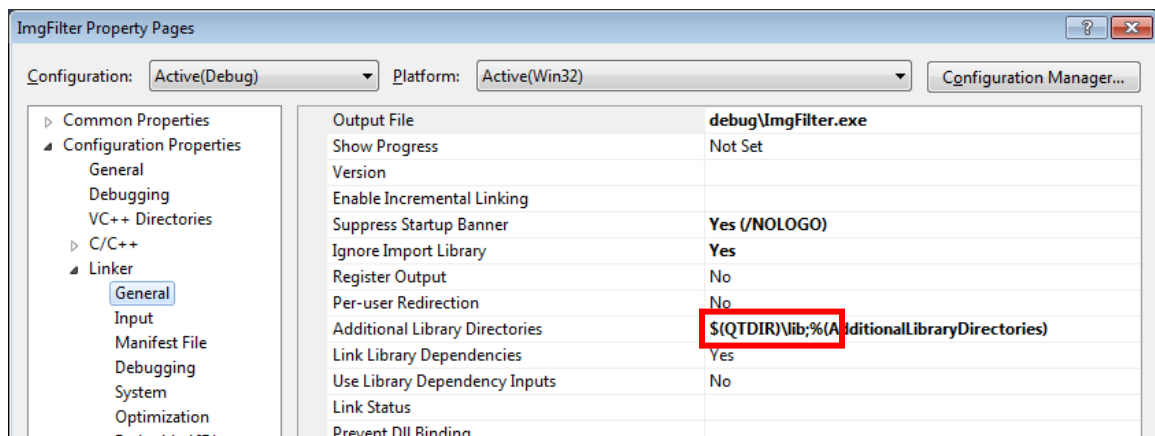 ImgFilter Property Pages
Configuration: Active(Debug) Platform: Active(Win32) Configuration Manager...
Common Properties
Configuration Properties
General
Debugging
VC++ Directories
C/C++
Linker
General
Input
Manifest File
Debugging
System
Optimization
Output File debug\ImgFilter.exe
Show Progress Not Set
Version
Enable Incremental Linking
Suppress Startup Banner Yes (/NOLOGO)
Ignore Import Library Yes
Register Output No
Per-user Redirection No
Additional Library Directories $(QTDIR)\lib;%(AdditionalLibraryDirectories)
Link Library Dependencies Yes
Use Library Dependency Inputs No
Link Status
Prevent Dll Binding